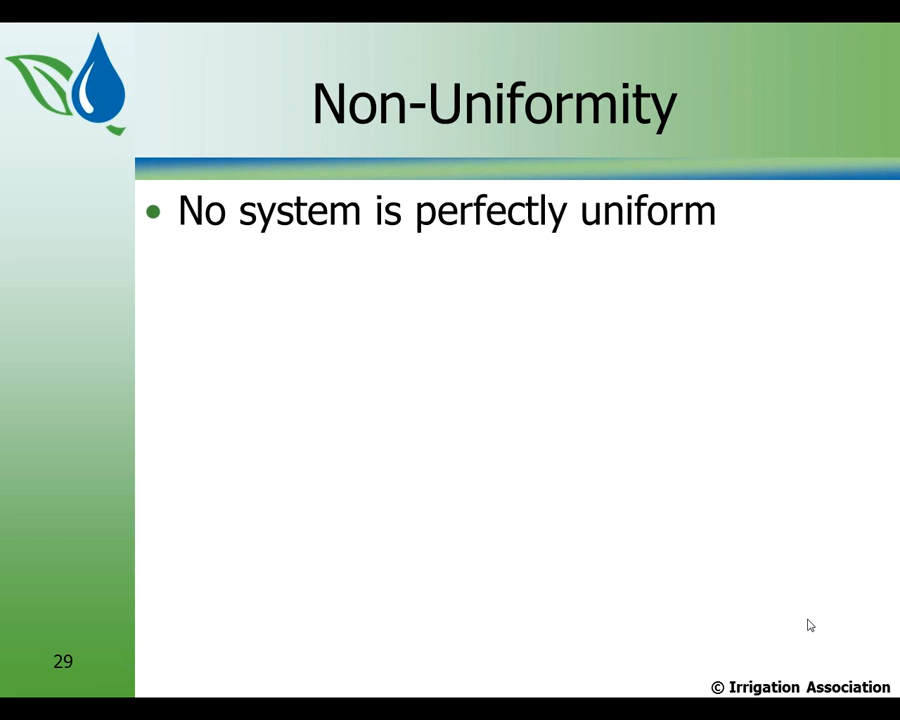 Non-Uniformity
• No system is perfectly uniform
29
© Irrigation Association